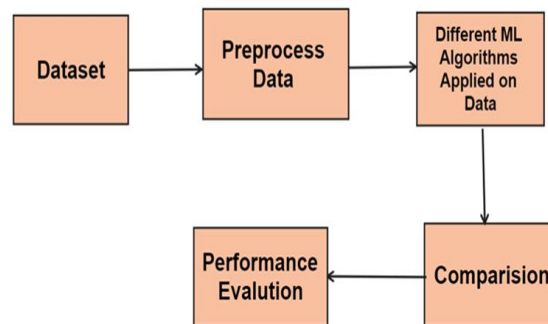 Dataset
Preprocess
Data
Different ML
Algorithms
Applied on
Data
Comparision
Performance
Evalution